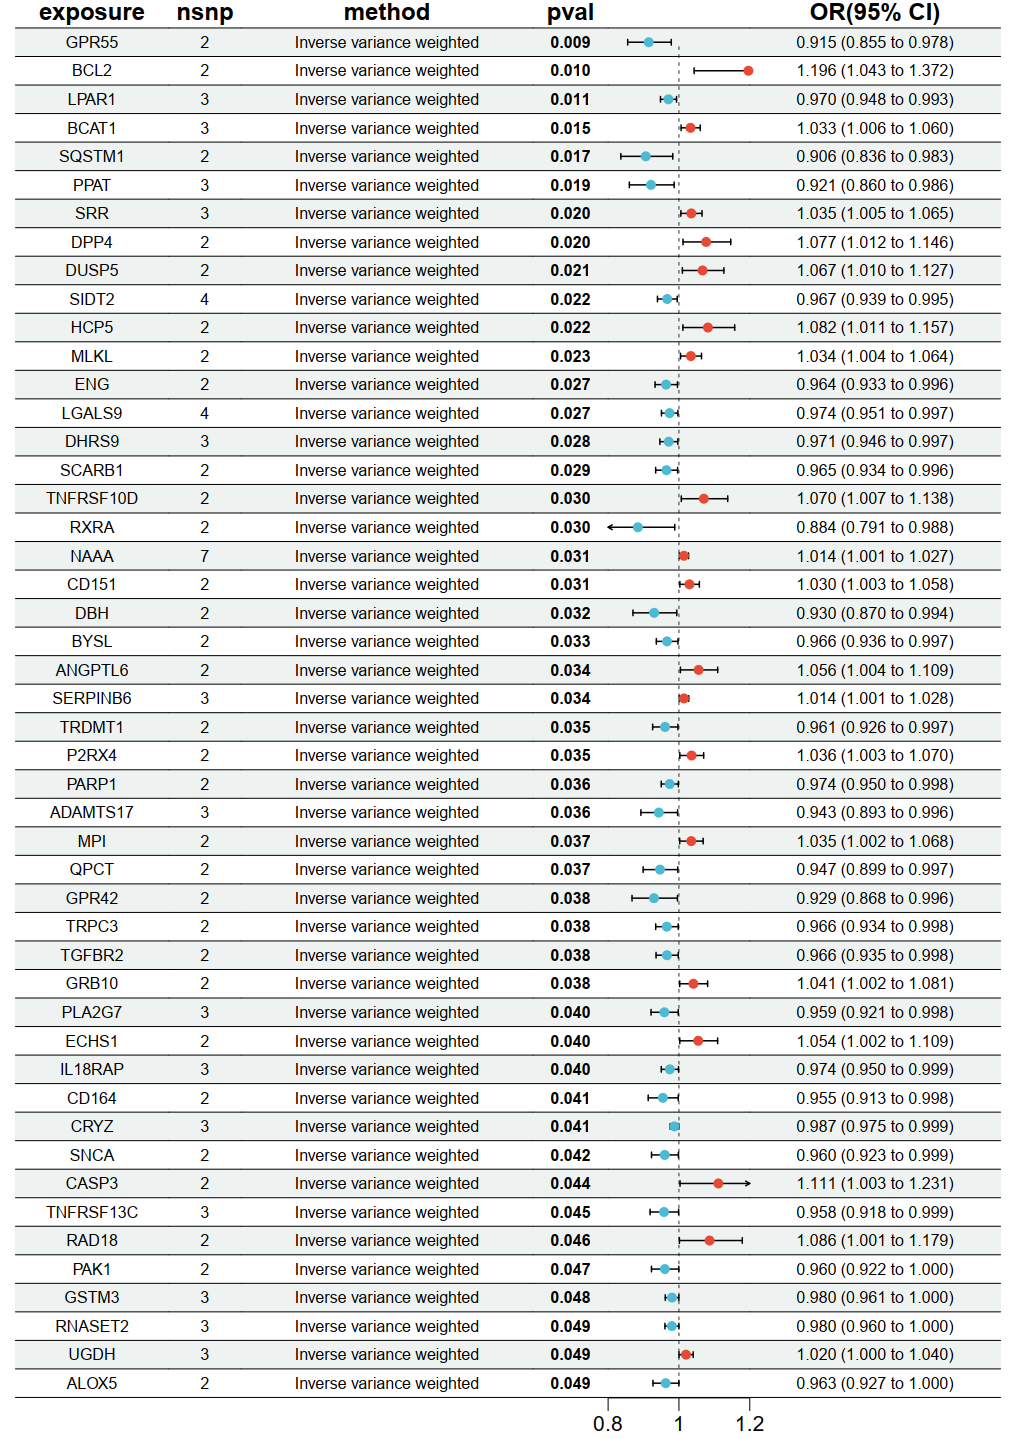 exposure nsnp method pval OR(95% CI)
GPR55 2 Inverse variance weighted 0.009 0.915 (0.855 to 0.978)
BCL2 2 Inverse variance weighted 0.010 1.196 (1.043 to 1.372)
LPAR1 3 Inverse variance weighted 0.011 0.970 (0.948 to 0.993)
BCAT1 3 Inverse variance weighted 0.015 1.033 (1.006 to 1.060)
SQSTM1 2 Inverse variance weighted 0.017 0.906 (0.836 to 0.983)
PPAT 3 Inverse variance weighted 0.019 0.921 (0.860 to 0.986)
SRR 3 Inverse variance weighted 0.020 1.035 (1.005 to 1.065)
DPP4 2 Inverse variance weighted 0.020 1.077 (1.012 to 1.146)
DUSP5 2 Inverse variance weighted 0.021 1.067 (1.010 to 1.127)
SIDT2 4 Inverse variance weighted 0.022 0.967 (0.939 to 0.995)
HCP5 2 Inverse variance weighted 0.022 1.082 (1.011 to 1.157)
MLKL 2 Inverse variance weighted 0.023 1.034 (1.004 to 1.064)
ENG 2 Inverse variance weighted 0.027 0.964 (0.933 to 0.996)
LGALS9 4 Inverse variance weighted 0.027 0.974 (0.951 to 0.997)
DHRS9 3 Inverse variance weighted 0.028 0.971 (0.946 to 0.997)
SCARB1 2 Inverse variance weighted 0.029 0.965 (0.934 to 0.996)
TNFRSF10D 2 Inverse variance weighted 0.030 1.070 (1.007 to 1.138)
RXRA 2 Inverse variance weighted 0.030 0.884 (0.791 to 0.988)
NAAA 7 Inverse variance weighted 0.031 1.014 (1.001 to 1.027)
CD151 2 Inverse variance weighted 0.031 1.030 (1.003 to 1.058)
DBH 2 Inverse variance weighted 0.032 0.930 (0.870 to 0.994)
BYSL 2 Inverse variance weighted 0.033 0.966 (0.936 to 0.997)
ANGPTL6 2 Inverse variance weighted 0.034 1.056 (1.004 to 1.109)
SERPINB6 3 Inverse variance weighted 0.034 1.014 (1.001 to 1.028)
TRDMT1 2 Inverse variance weighted 0.035 0.961 (0.926 to 0.997)
P2RX4 2 Inverse variance weighted 0.035 1.036 (1.003 to 1.070)
PARP1 2 Inverse variance weighted 0.036 0.974 (0.950 to 0.998)
ADAMTS17 3 Inverse variance weighted 0.036 0.943 (0.893 to 0.996)
MPI 2 Inverse variance weighted 0.037 1.035 (1.002 to 1.068)
QPCT 2 Inverse variance weighted 0.037 0.947 (0.899 to 0.997)
GPR42 2 Inverse variance weighted 0.038 0.929 (0.868 to 0.996)
TRPC3 2 Inverse variance weighted 0.038 0.966 (0.934 to 0.998)
TGFBR2 2 Inverse variance weighted 0.038 0.966 (0.935 to 0.998)
GRB10 2 Inverse variance weighted 0.038 1.041 (1.002 to 1.081)
PLA2G7 3 Inverse variance weighted 0.040 0.959 (0.921 to 0.998)
ECHS1 2 Inverse variance weighted 0.040 1.054 (1.002 to 1.109)
IL18RAP 3 Inverse variance weighted 0.040 0.974 (0.950 to 0.999)
CD164 2 Inverse variance weighted 0.041 0.955 (0.913 to 0.998)
CRYZ 3 Inverse variance weighted 0.041 0.987 (0.975 to 0.999)
SNCA 2 Inverse variance weighted 0.042 0.960 (0.923 to 0.999)
CASP3 2 Inverse variance weighted 0.044 1.111 (1.003 to 1.231)
TNFRSF13C 3 Inverse variance weighted 0.045 0.958 (0.918 to 0.999)
RAD18 2 Inverse variance weighted 0.046 1.086 (1.001 to 1.179)
PAK1 2 Inverse variance weighted 0.047 0.960 (0.922 to 1.000)
GSTM3 3 Inverse variance weighted 0.048 0.980 (0.961 to 1.000)
RNASET2 3 Inverse variance weighted 0.049 0.980 (0.960 to 1.000)
UGDH 3 Inverse variance weighted 0.049 1.020 (1.000 to 1.040)
ALOX5 2 Inverse variance weighted 0.049 0.963 (0.927 to 1.000)
0.8 1 1.2